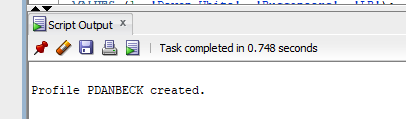 Script Output x
Task completed in 0.748 seconds
Profile PDANBECK created.